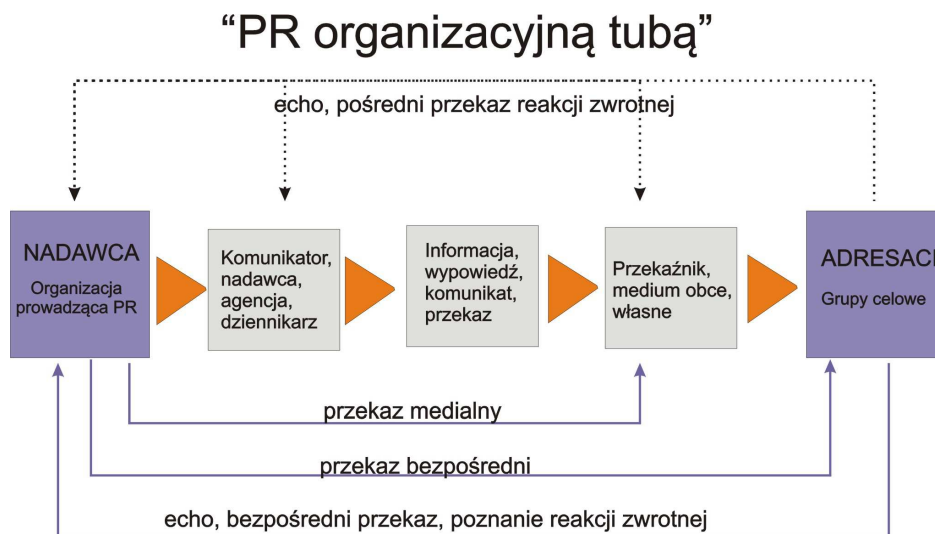 “PR organizacyjną tubą”
echo, pośredni przekaz reakcji zwrotnej
NADAWCA
Organizacja
prowadząca PR
Komunikator,
nadawca,
agencja,
dziennikarz
Informacja,
wypowiedź,
komunikat,
przekaz
Przekaźnik,
medium obce,
własne
ADRESACI
Grupy celowe
przekaz medialny
przekaz bezpośredni
echo, bezpośredni przekaz, poznanie reakcji zwrotnej